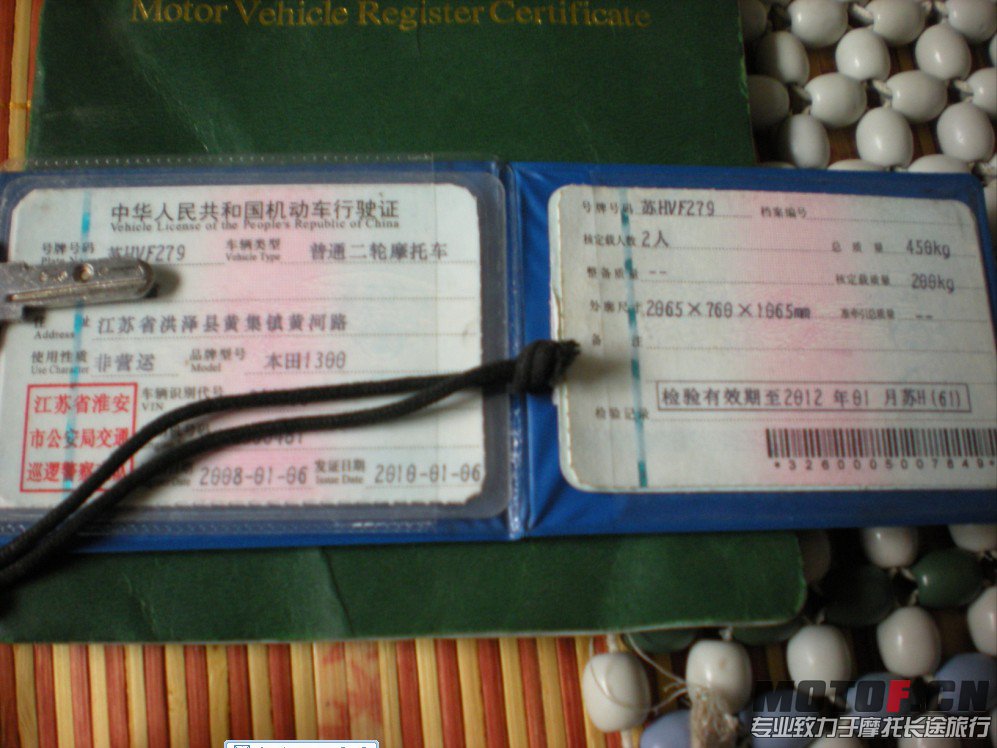 Motor Vehicle Register Certificate
中华人民共和国机动车行驶证
Vehicle License of the People's Republic of China
号牌号码 苏HVF279 车辆类型 普通二轮摩托车
Vehicle Type
址 江苏省洪泽县黄集镇黄河路
Address
使用性质 非营运 品牌型号 本田1300
Use Character Model
江苏省淮安
市公安局交通
巡逻警察
车辆识别代号
VIN
2008-01-06 发证日期 2010-01-06
Issue Date
号牌号码 苏HVF279 档案编号
核定载人数 2人 总质量 450kg
整备质量 -- 核定载质量 200kg
外廓尺寸 2065×760×1065mm 准牵引总质量 --
备注
检验记录 检验有效期至2012 年01 月苏H(61)
*3260005007649*
MOTOFCN
专业致力于摩托长途旅行